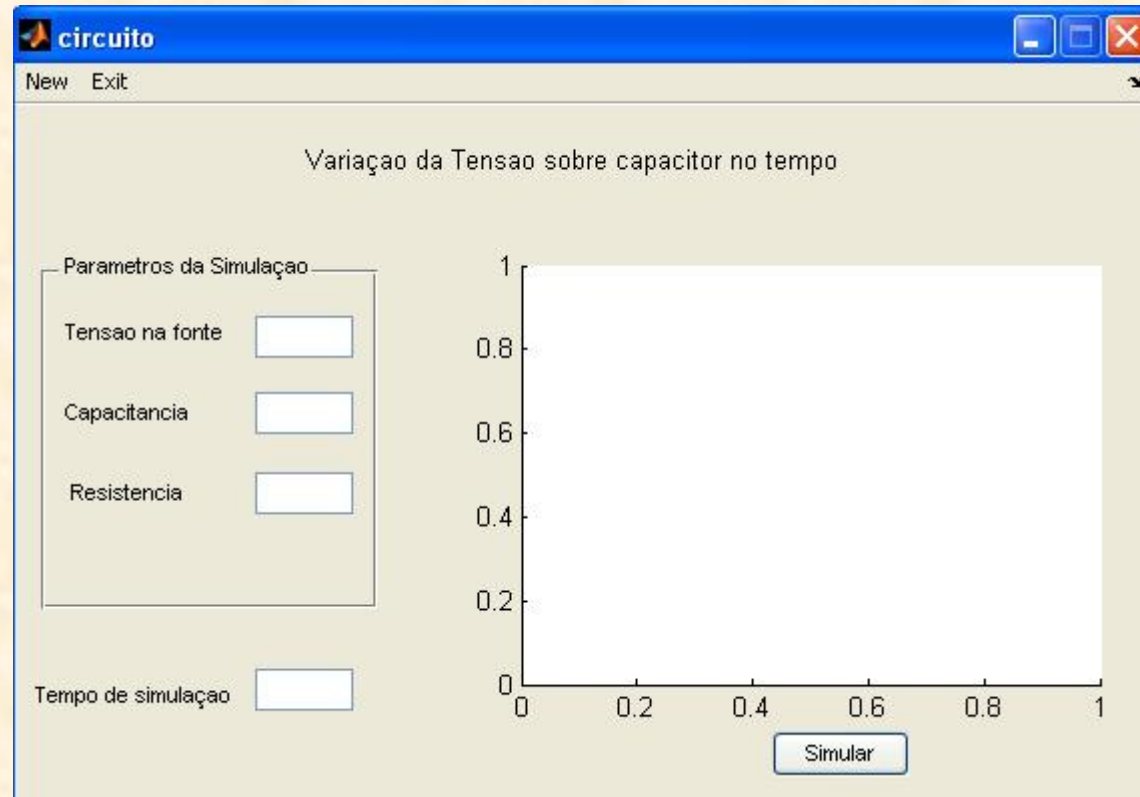 circuito
New Exit
Variaçao da Tensao sobre capacitor no tempo
Parametros da Simulaçao
Tensao na fonte
Capacitancia
Resistencia
Tempo de simulaçao
1
0.8
0.6
0.4
0.2
0
0 0.2 0.4 0.6 0.8 1
Simular